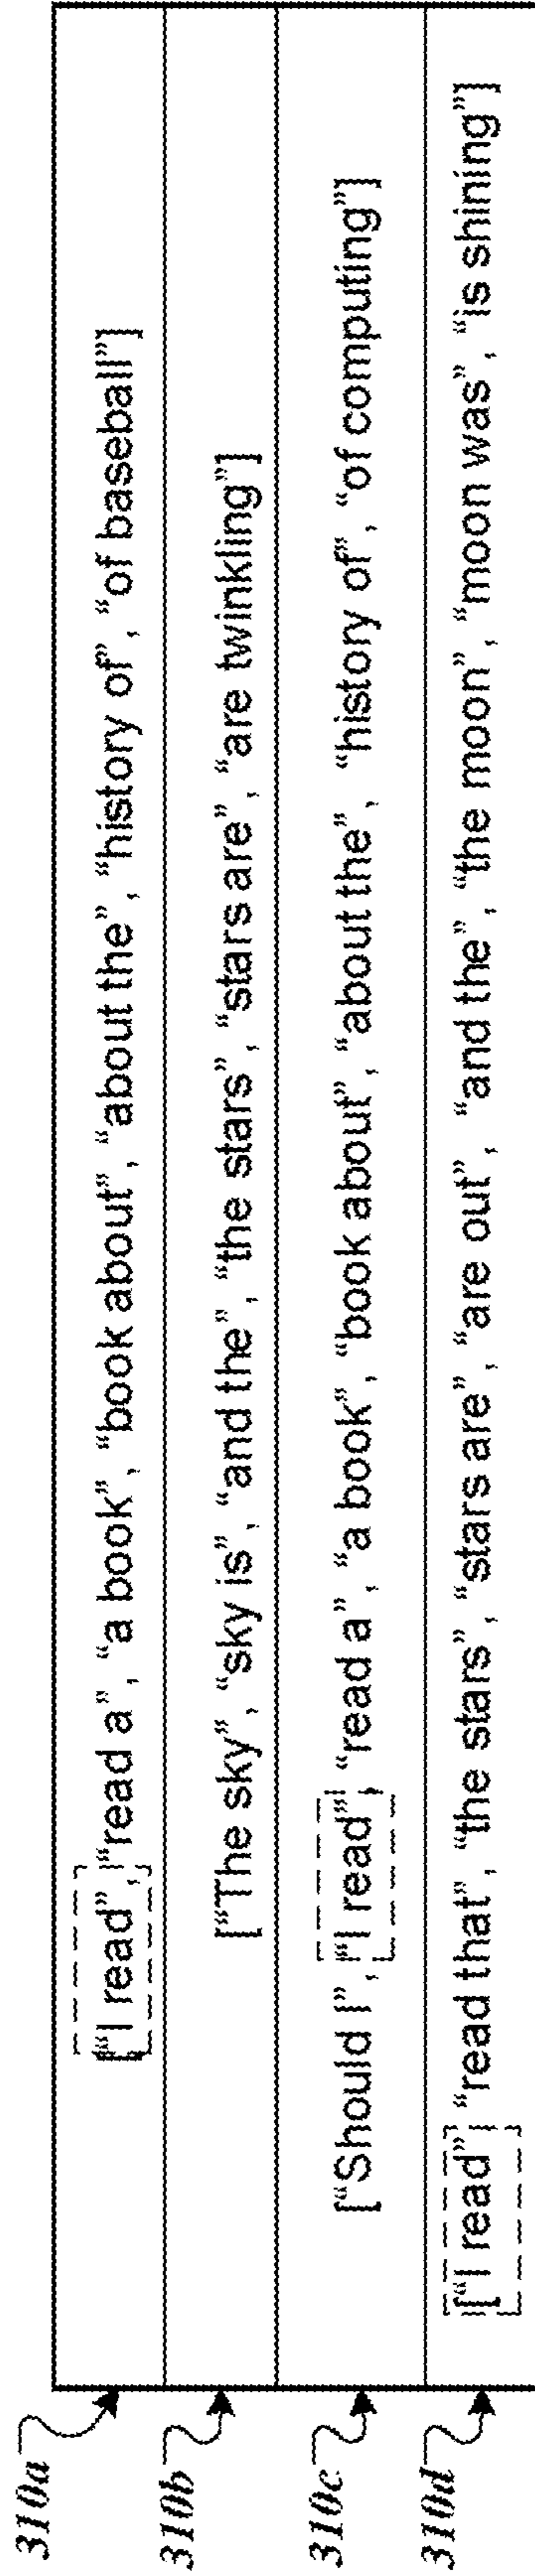 310a ["I read", "read a", "a book", "book about", "about the", "history of", "of baseball"]
310b ["The sky", "sky is", "and the", "the stars", "stars are", "are twinkling"]
310c ["Should I", "I read", "read a", "a book", "book about", "about the", "history of", "of computing"]
310d ["I read", "read that", "the stars", "stars are", "are out", "and the", "the moon", "moon was", "is shining"]